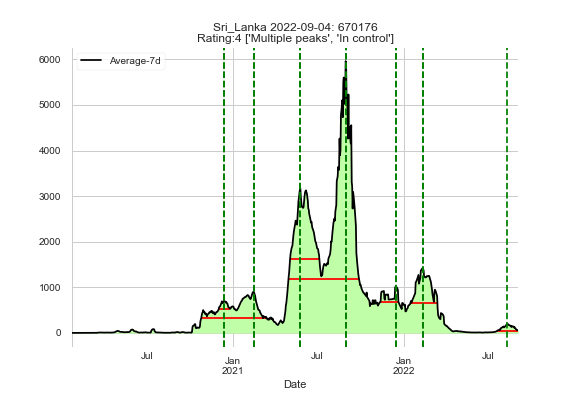 Sri_Lanka 2022-09-04: 670176
Rating:4 ['Multiple peaks', 'In control']
Average-7d
6000
5000
4000
3000
2000
1000
0
Jul
Jan
2021
Jul
Jan
2022
Jul
Date